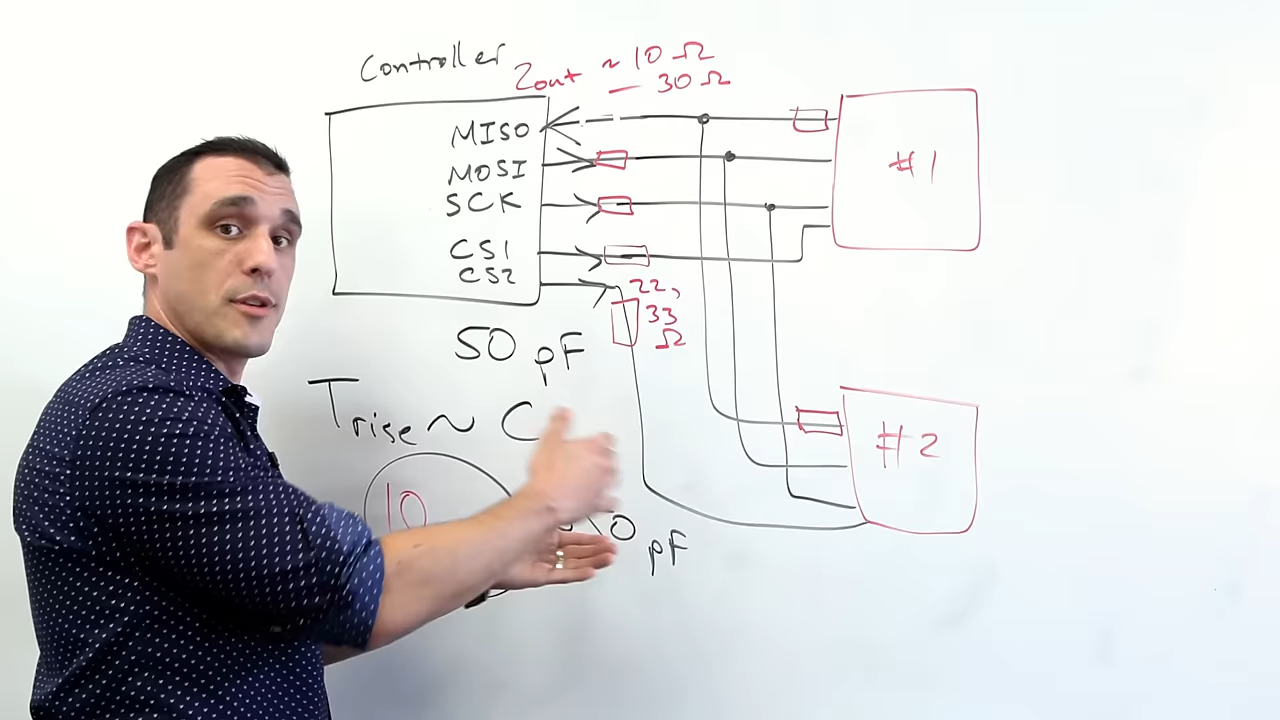 Controller
Zout ~ 10 Ω
– 30 Ω
MISO
MOSI
SCK
CS1
CS2
#1
22,
33
Ω
50 pF
Trise ~ C
#2
10
pF